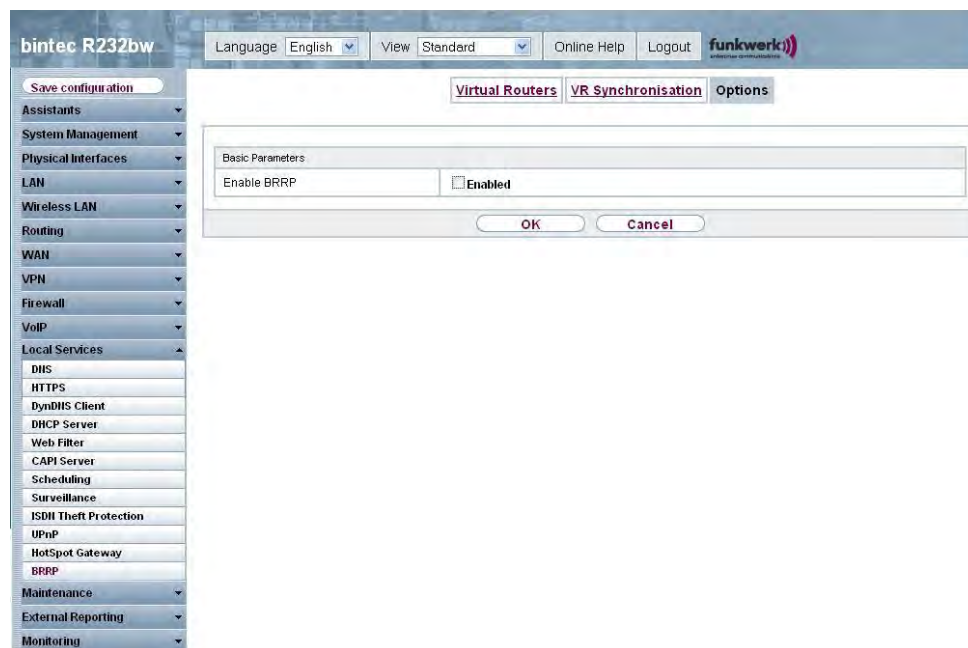 bintec R232bw
Language English View Standard Online Help Logout funkwerk
Save configuration
Virtual Routers VR Synchronisation Options
Assistants
System Management
Physical Interfaces
LAN
Wireless LAN
Routing
WAN
VPN
Firewall
VoIP
Local Services
DNS
HTTPS
DynDNS Client
DHCP Server
Web Filter
CAPI Server
Scheduling
Surveillance
ISDN Theft Protection
UPnP
HotSpot Gateway
BRRP
Maintenance
External Reporting
Monitoring
Basic Parameters
Enable BRRP Enabled
OK Cancel